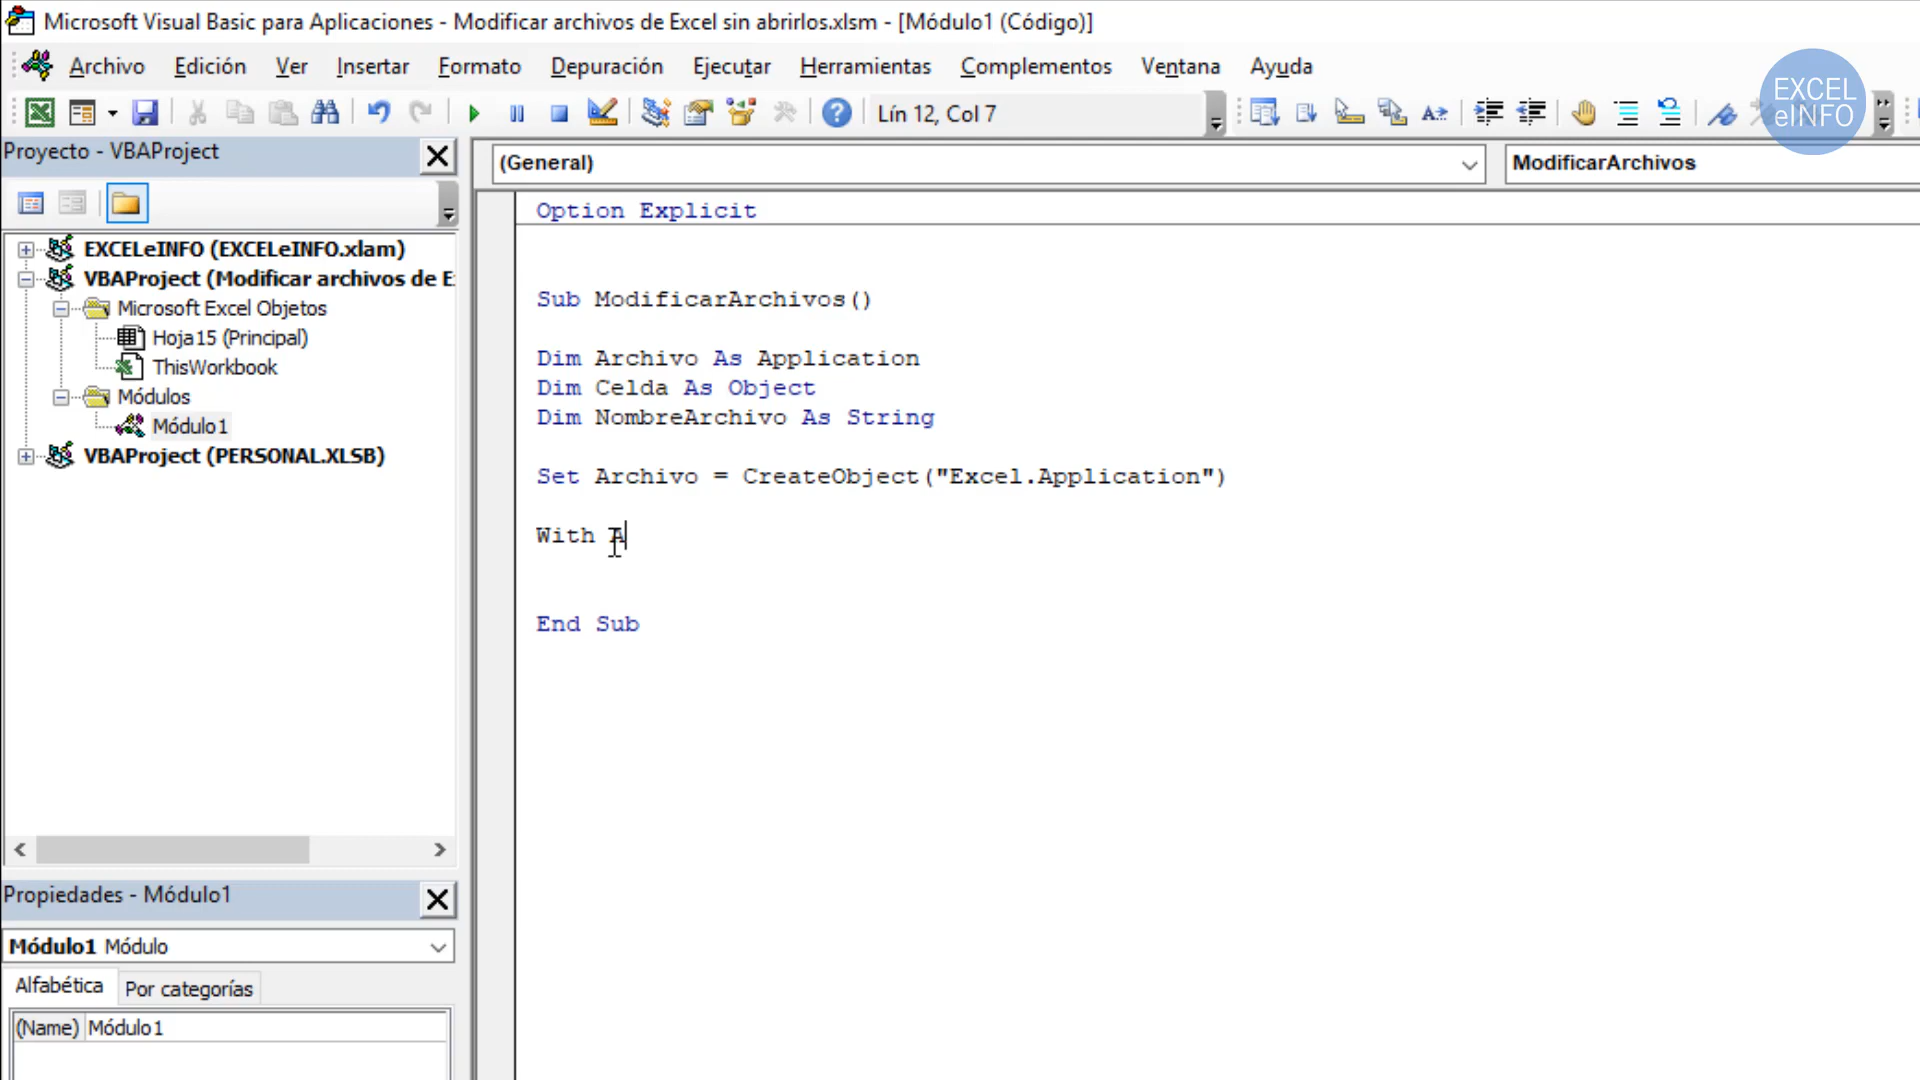 Microsoft Visual Basic para Aplicaciones - Modificar archivos de Excel sin abrirlos.xlsm - [Módulo1 (Código)]
Archivo Edición Ver Insertar Formato Depuración Ejecutar Herramientas Complementos Ventana Ayuda
Lín 12, Col 7
EXCEL
eINFO
Proyecto - VBAProject
(General)
ModificarArchivos
EXCELeINFO (EXCELeINFO.xlam)
VBAProject (Modificar archivos de E
Microsoft Excel Objetos
Hoja15 (Principal)
ThisWorkbook
Módulos
Módulo1
VBAProject (PERSONAL.XLSB)
Option Explicit
Sub ModificarArchivos()
Dim Archivo As Application
Dim Celda As Object
Dim NombreArchivo As String
Set Archivo = CreateObject("Excel.Application")
With A
End Sub
Propiedades - Módulo1
Módulo1 Módulo
Alfabética Por categorías
(Name) Módulo1